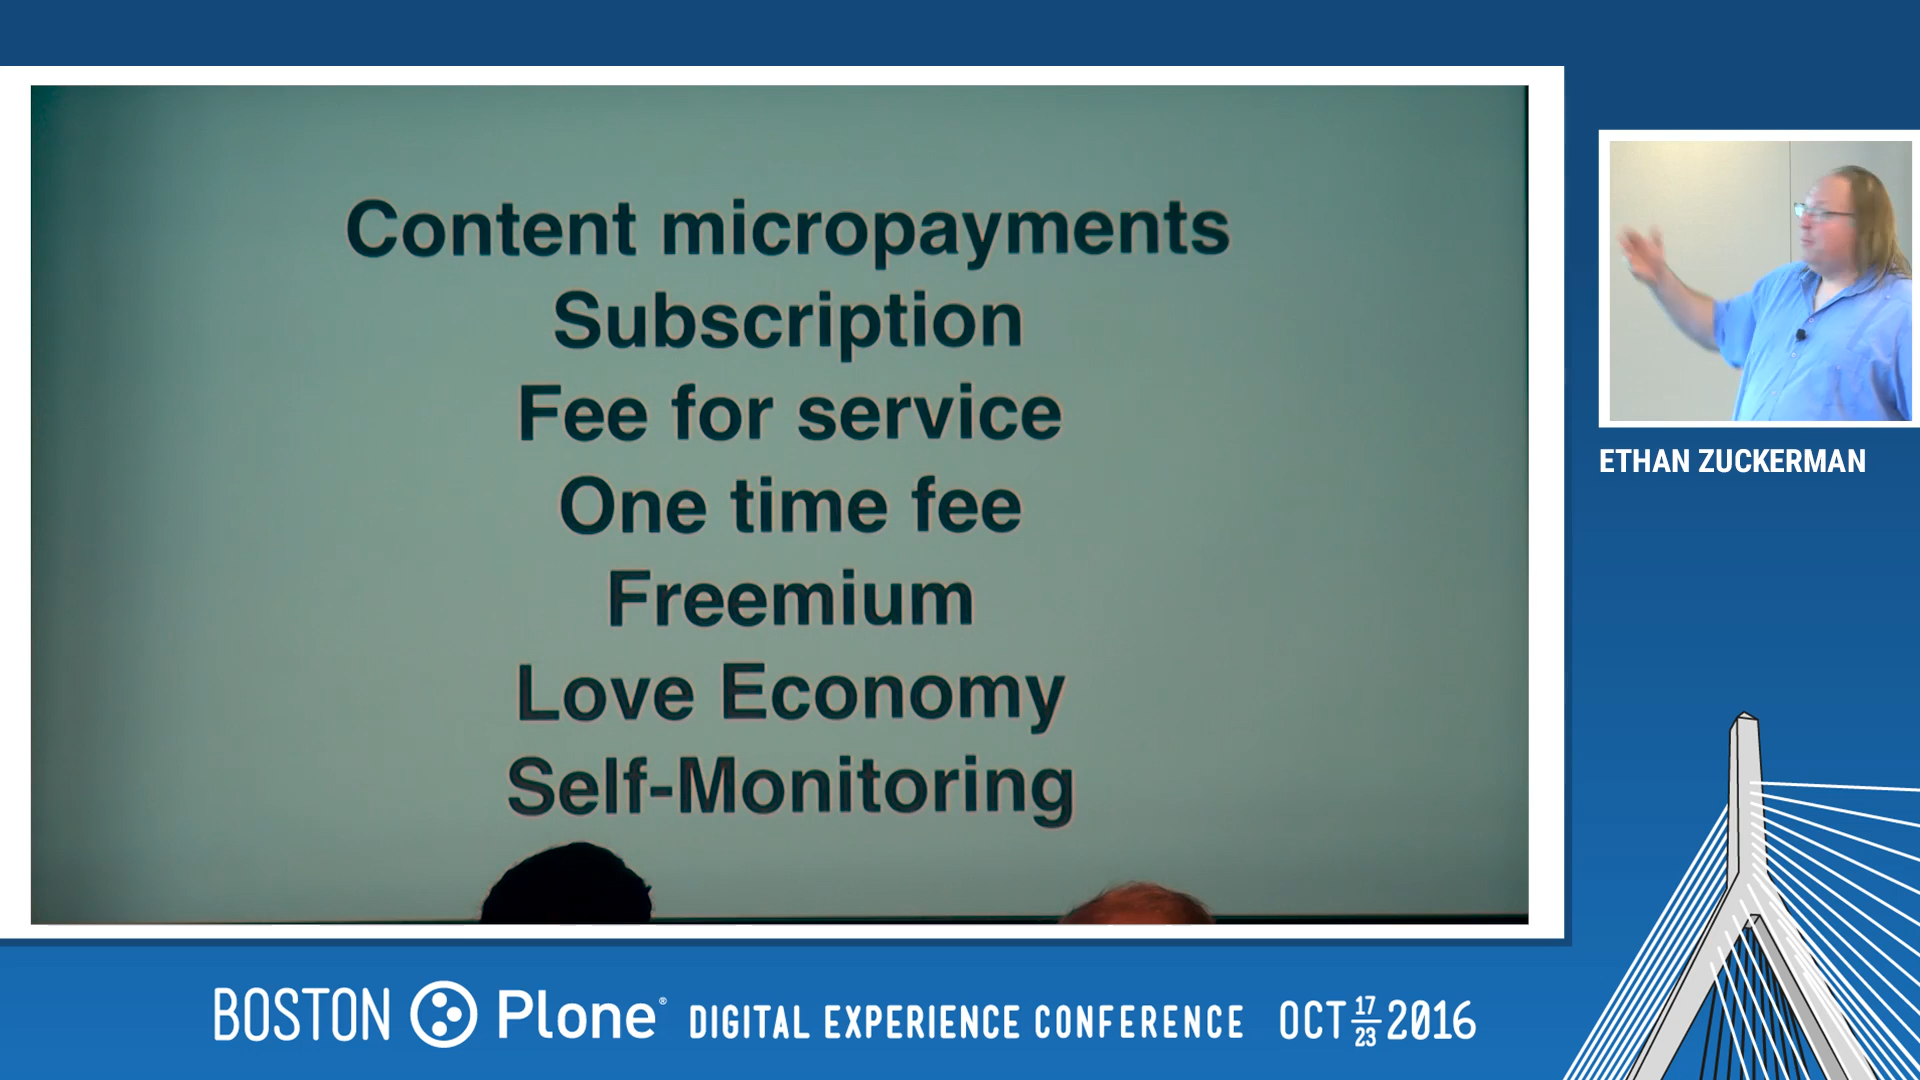 Content micropayments
Subscription
Fee for service
One time fee
Freemium
Love Economy
Self-Monitoring
ETHAN ZUCKERMAN
BOSTON Plone® DIGITAL EXPERIENCE CONFERENCE OCT 17 23 2016